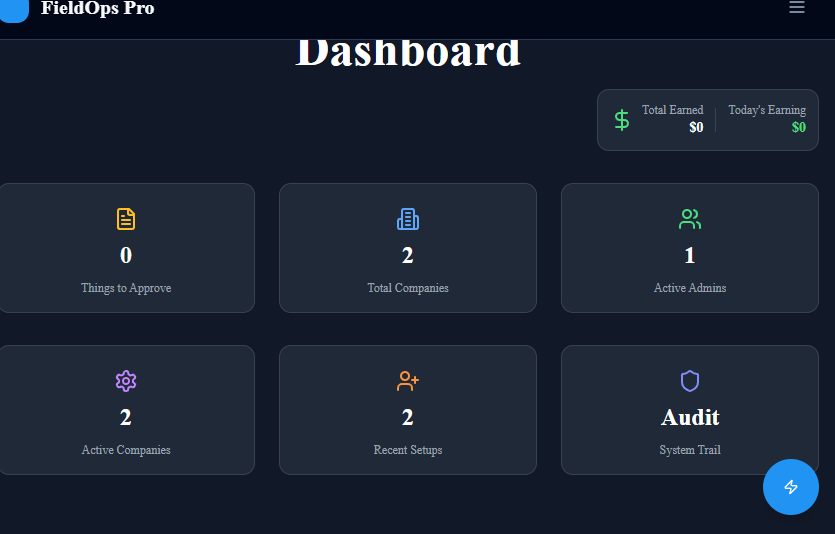 FieldOps Pro
Dashboard
Total Earned
$0
Today's Earning
$0
0
Things to Approve
2
Total Companies
1
Active Admins
2
Active Companies
2
Recent Setups
Audit
System Trail